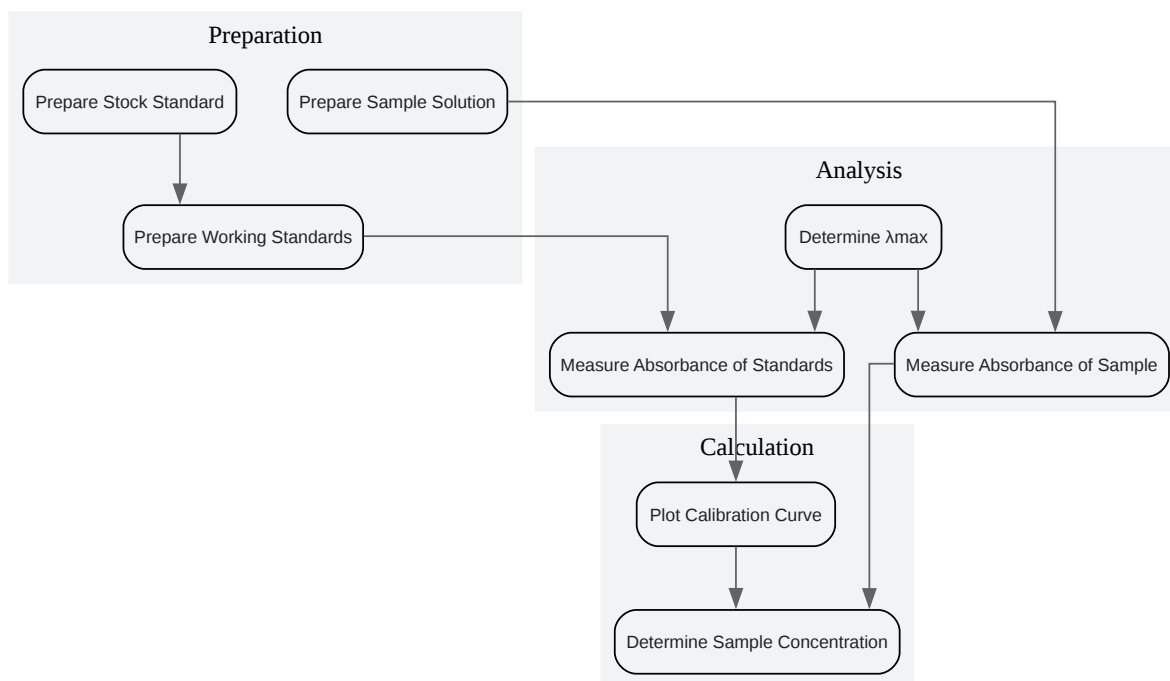 Preparation
Prepare Stock Standard
Prepare Sample Solution
Prepare Working Standards
Analysis
Determine λmax
Measure Absorbance of Standards
Measure Absorbance of Sample
Calculation
Plot Calibration Curve
Determine Sample Concentration